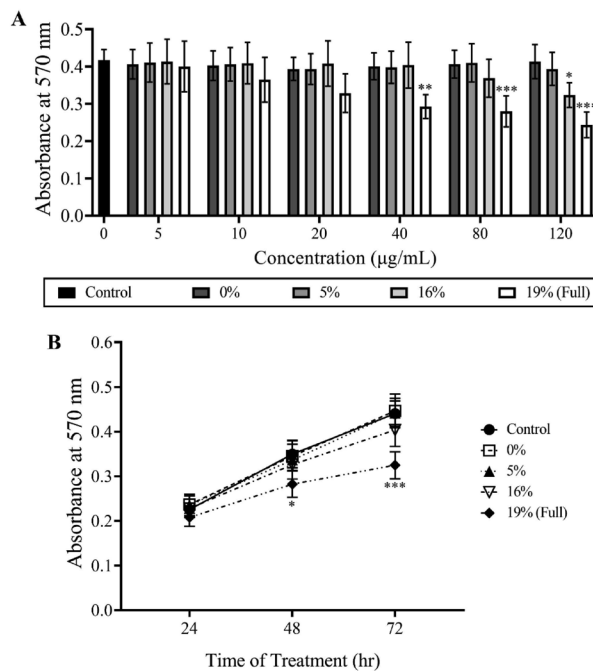 A
Absorbance at 570 nm
0.5
0.4
0.3
0.2
0.1
0.0
** *** * ***
0 5 10 20 40 80 120
Concentration (µg/mL)
Control 0% 5% 16% 19% (Full)
B
Absorbance at 570 nm
0.6
0.5
0.4
0.3
0.2
0.1
0.0
* ***
24 48 72
Time of Treatment (hr)
Control
0%
5%
16%
19% (Full)